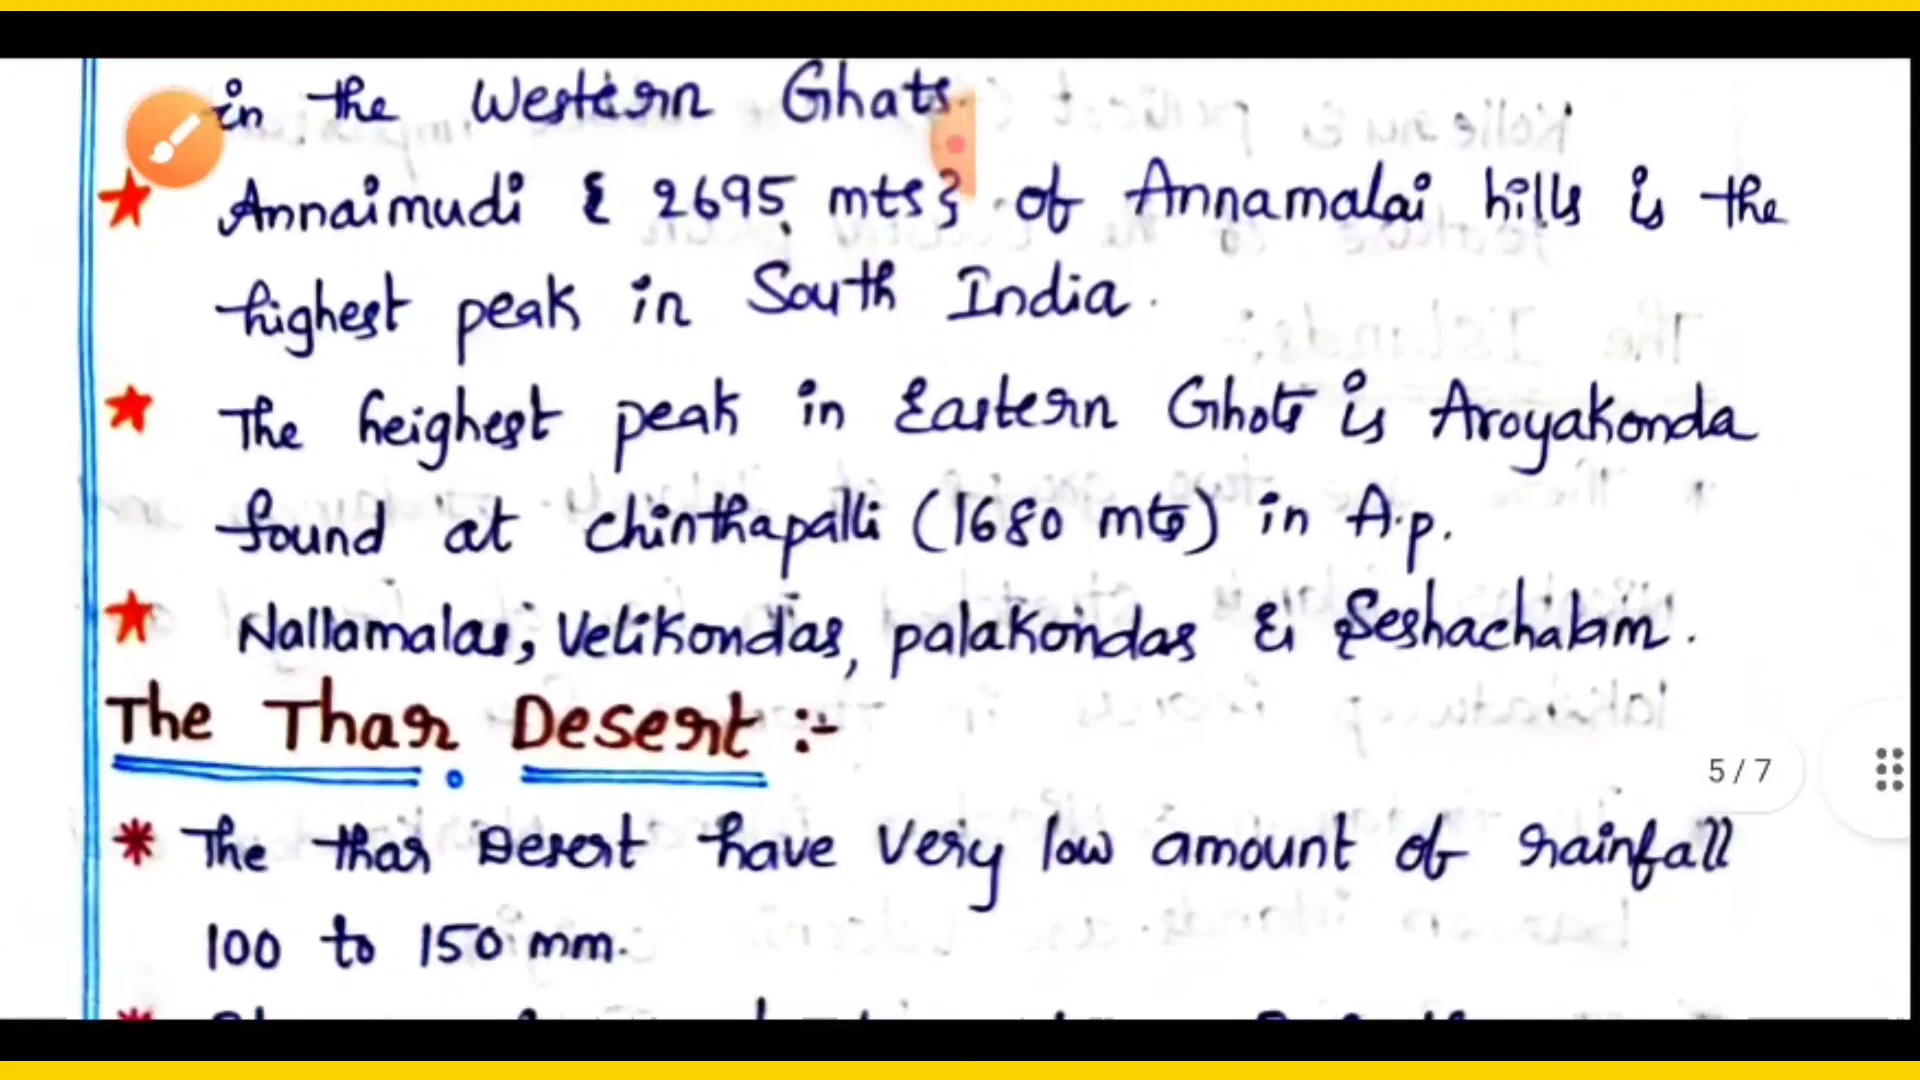 in the Western Ghats.
Annaimudi { 2695 mts} of Annamalai hills is the
highest peak in South India.
The heighest peak in Eastern Ghats is Aroyakonda
found at chinthapalli (1680 mts) in A.p.
Nallamalas, Velikondas, palakondas & Seshachalam.
The Thar Desert :-
* The thar Desert have very low amount of rainfall
100 to 150 mm.
5 / 7